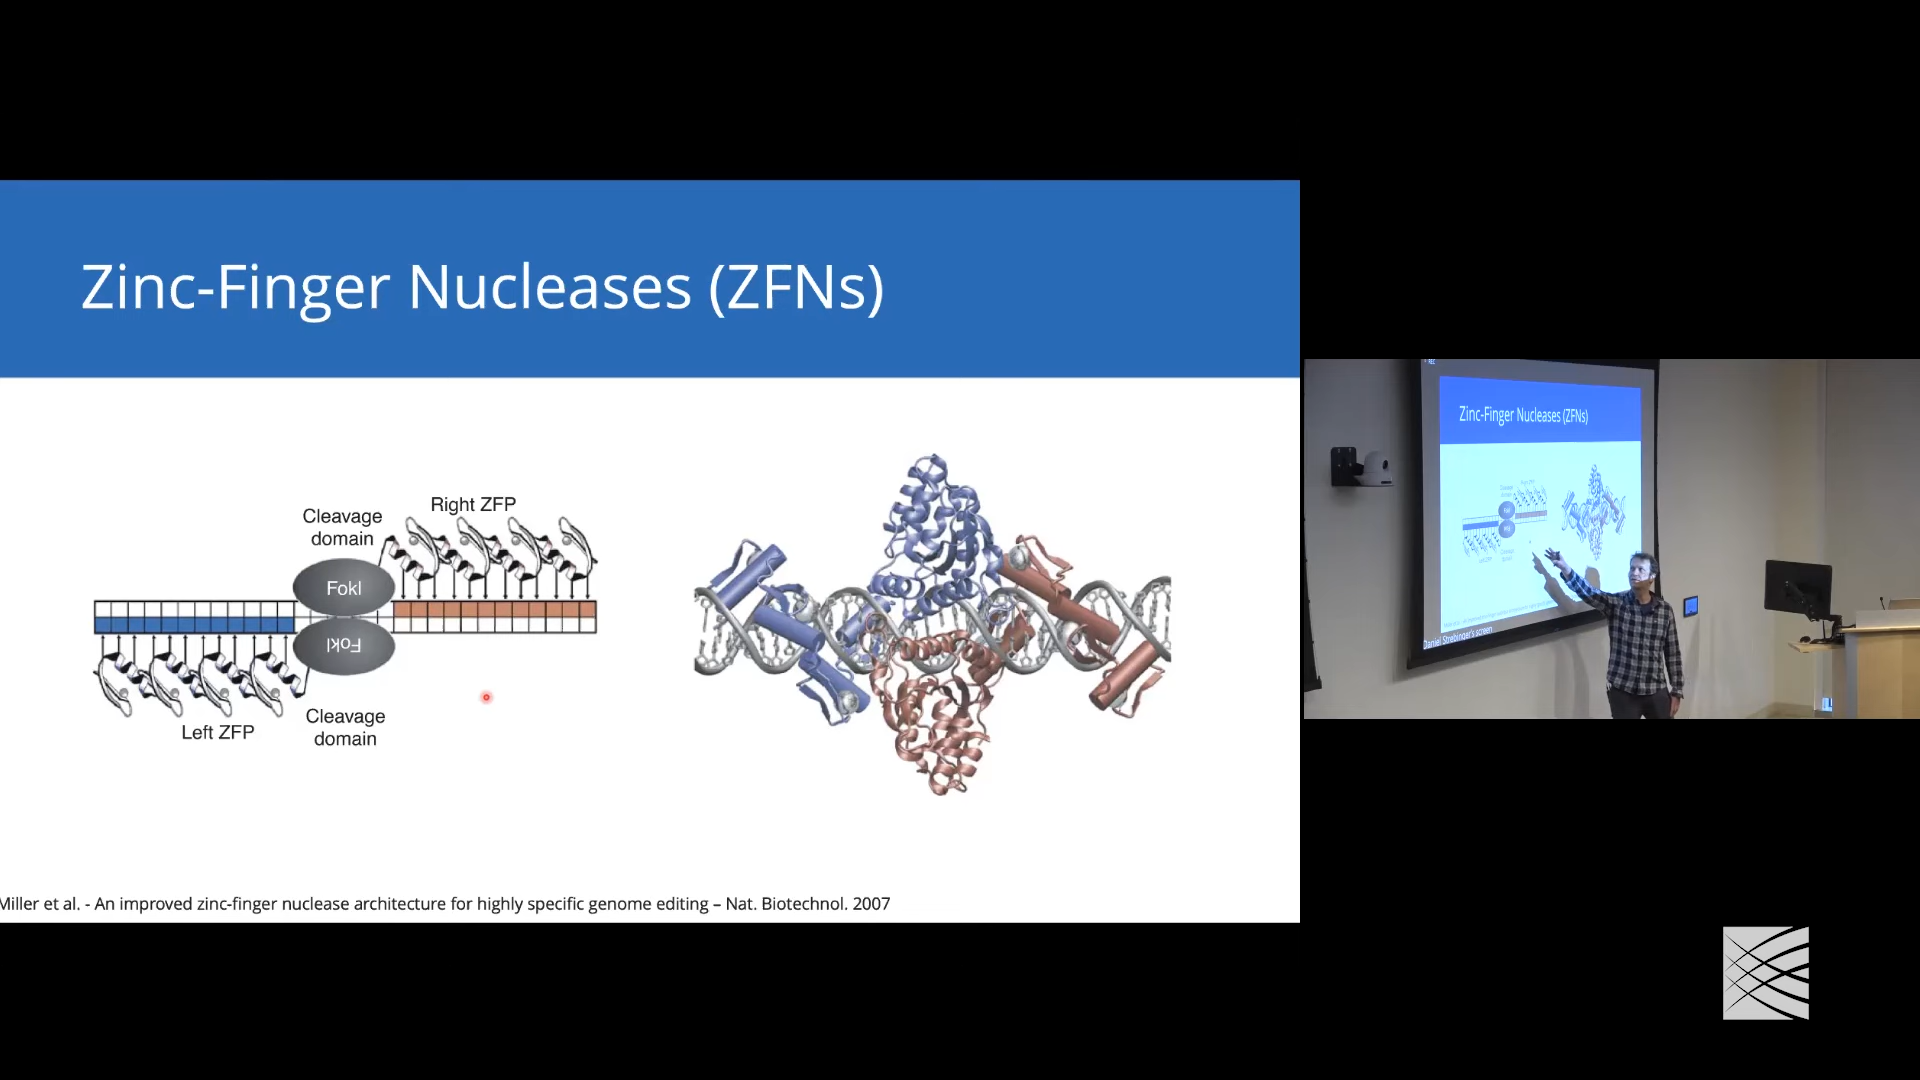 Zinc-Finger Nucleases (ZFNs)
Cleavage
domain
Right ZFP
FokI
FokI
Left ZFP
Cleavage
domain
Miller et al. - An improved zinc-finger nuclease architecture for highly specific genome editing – Nat. Biotechnol. 2007
Zinc-Finger Nucleases (ZFNs)
Daniel Strebinger's screen